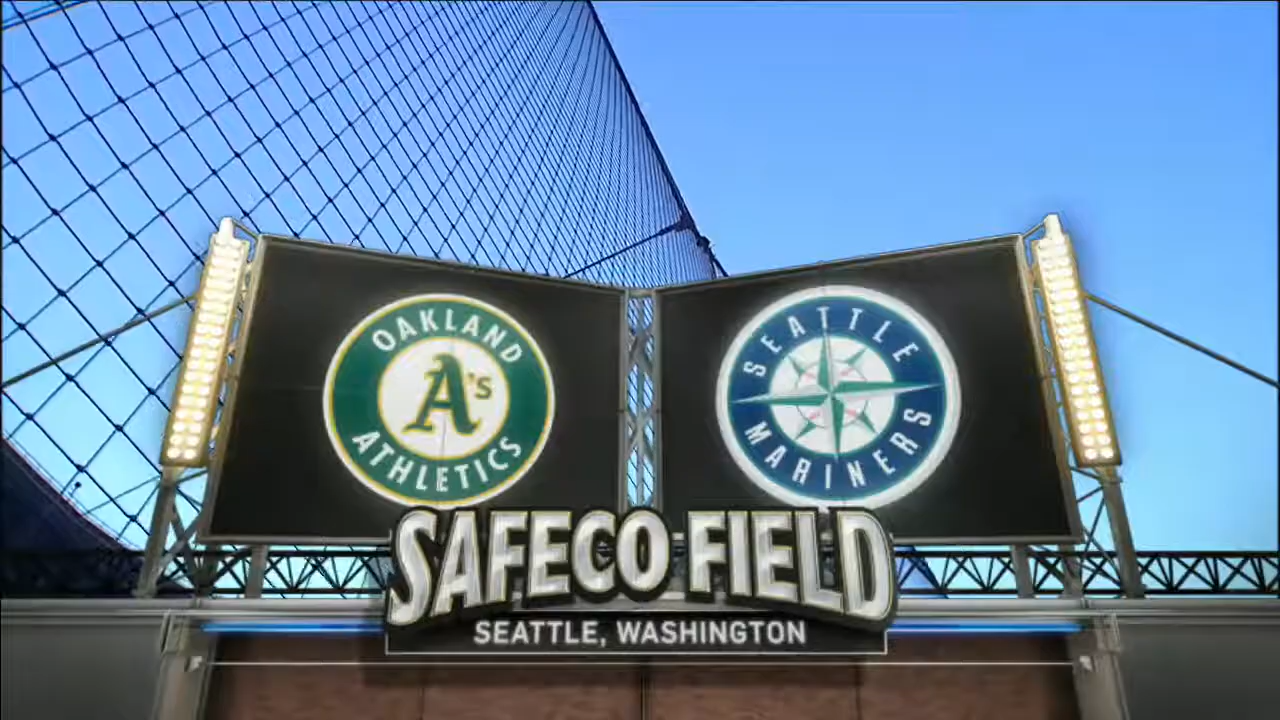 OAKLAND
A's
ATHLETICS
SEATTLE
MARINERS
SAFECO FIELD
SEATTLE, WASHINGTON